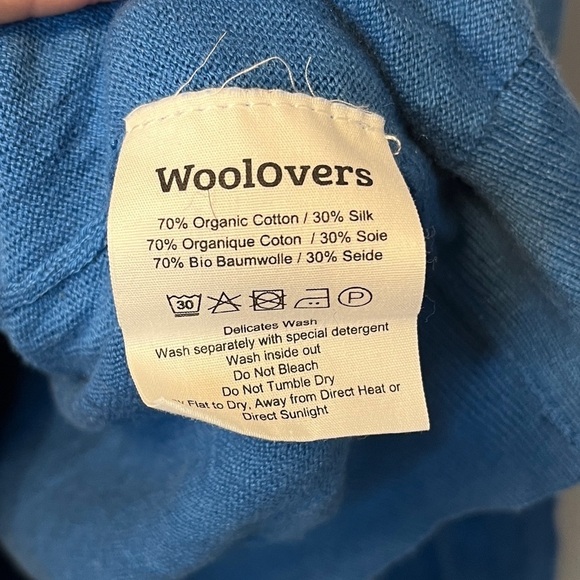 WoolOvers
70% Organic Cotton / 30% Silk
70% Organique Coton / 30% Soie
70% Bio Baumwolle / 30% Seide
30 P
Delicates Wash
Wash separately with special detergent
Wash inside out
Do Not Bleach
Do Not Tumble Dry
Flat to Dry, Away from Direct Heat or
Direct Sunlight